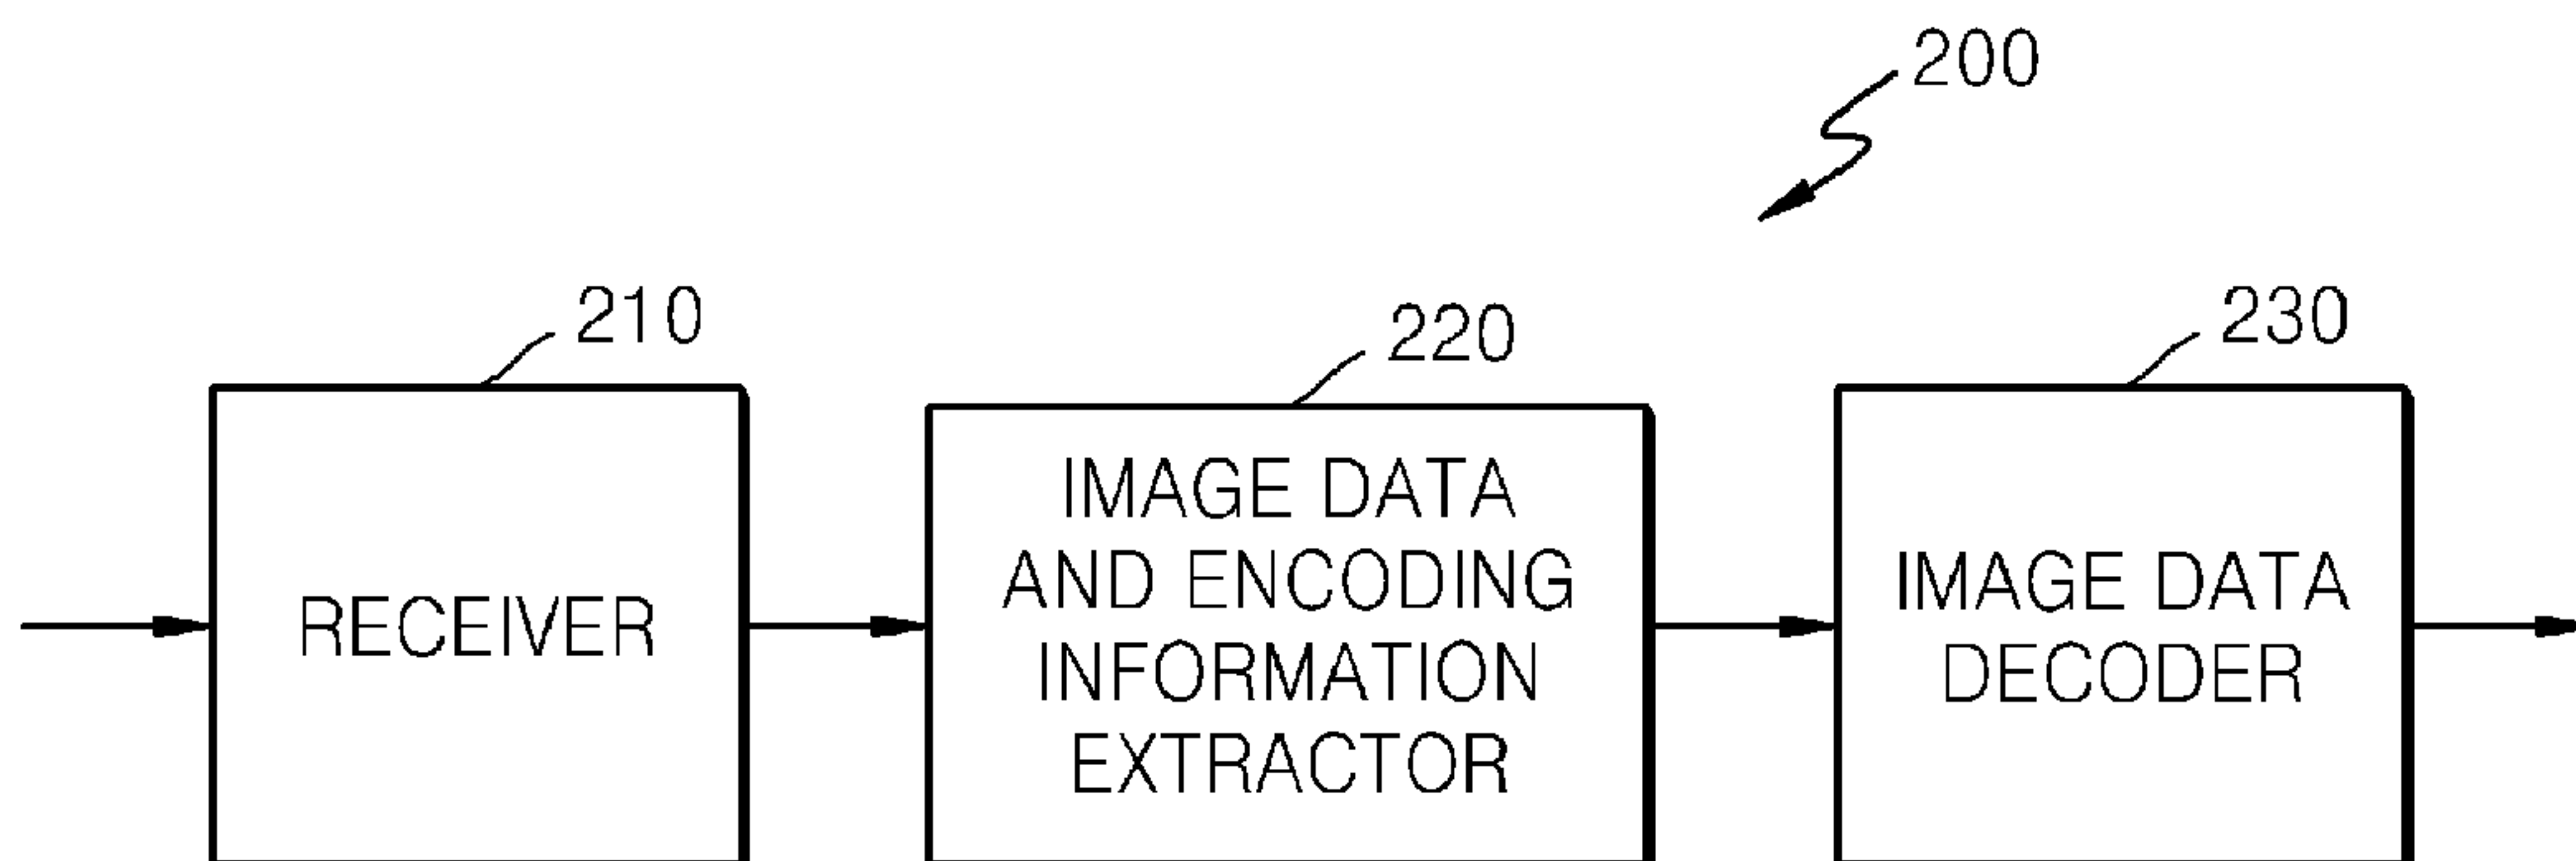 200
210
220
230
RECEIVER
IMAGE DATA
AND ENCODING
INFORMATION
EXTRACTOR
IMAGE DATA
DECODER